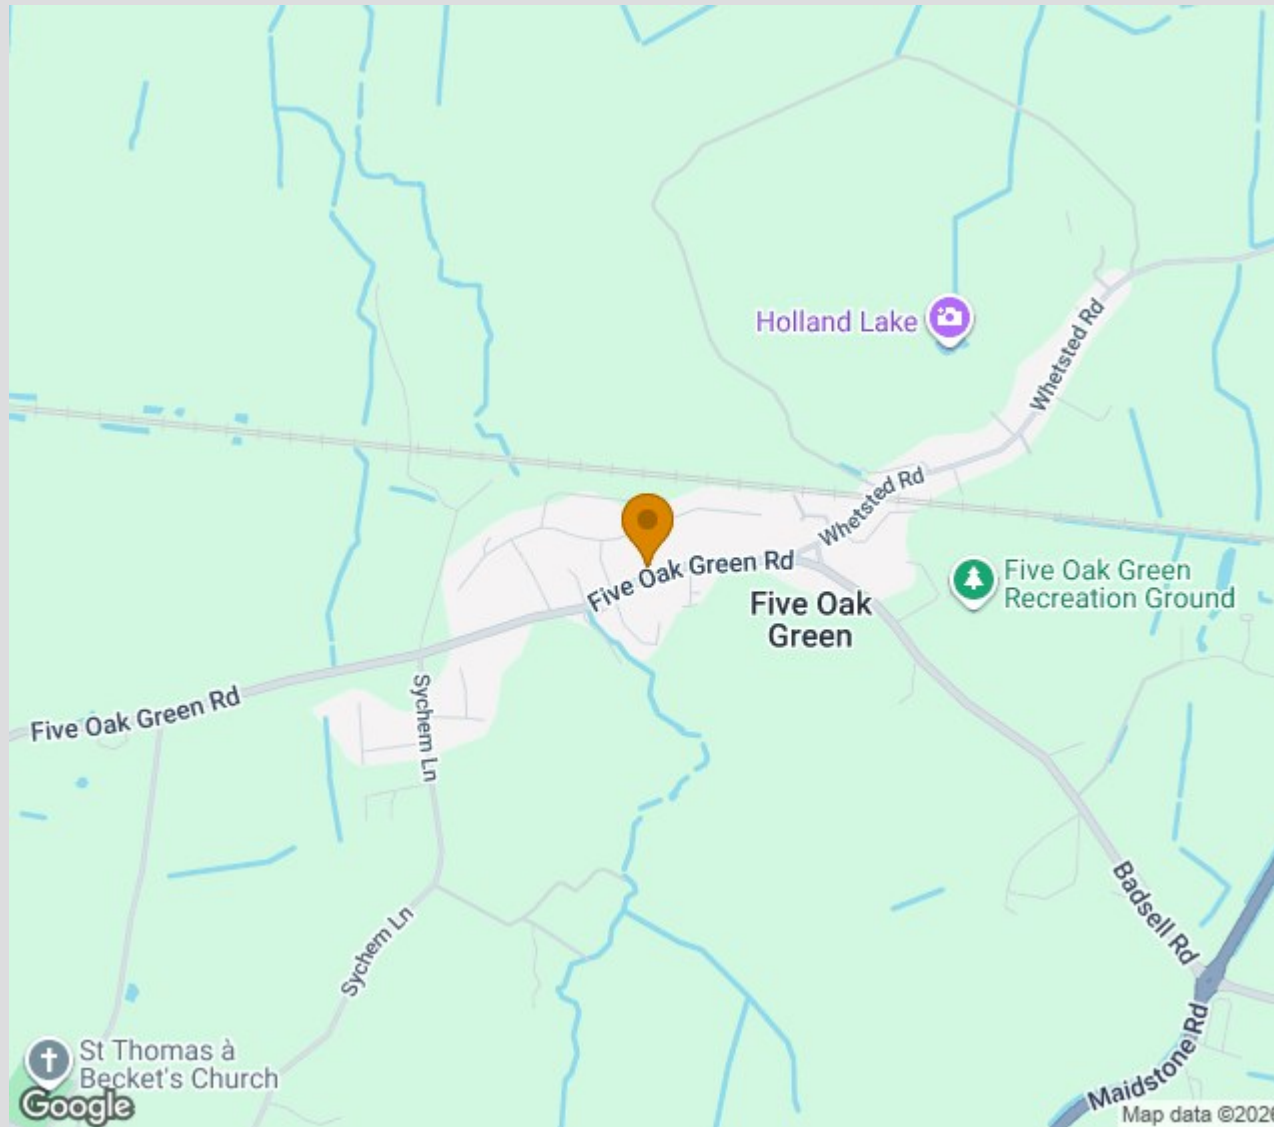 Holland Lake
Whetsted Rd
Whetsted Rd
Five Oak Green Rd
Five Oak
Green
Five Oak Green
Recreation Ground
Five Oak Green Rd
Sychem Ln
Sychem Ln
Badsell Rd
Maidstone Rd
St Thomas à
Becket's Church
Google
Map data ©2026